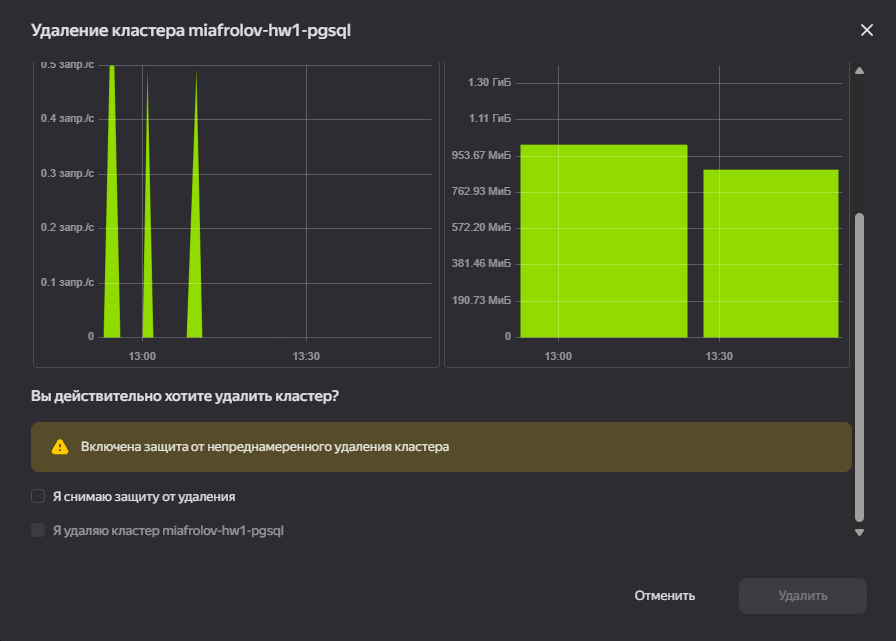 Удаление кластера miafrolov-hw1-pgsql
0.5 запр./с
0.4 запр./с
0.3 запр./с
0.2 запр./с
0.1 запр./с
0
13:00
13:30
1.30 ГиБ
1.11 ГиБ
953.67 МиБ
762.93 МиБ
572.20 МиБ
381.46 МиБ
190.73 МиБ
0
13:00
13:30
Вы действительно хотите удалить кластер?
Включена защита от непреднамеренного удаления кластера
Я снимаю защиту от удаления
Я удаляю кластер miafrolov-hw1-pgsql
Отменить
Удалить